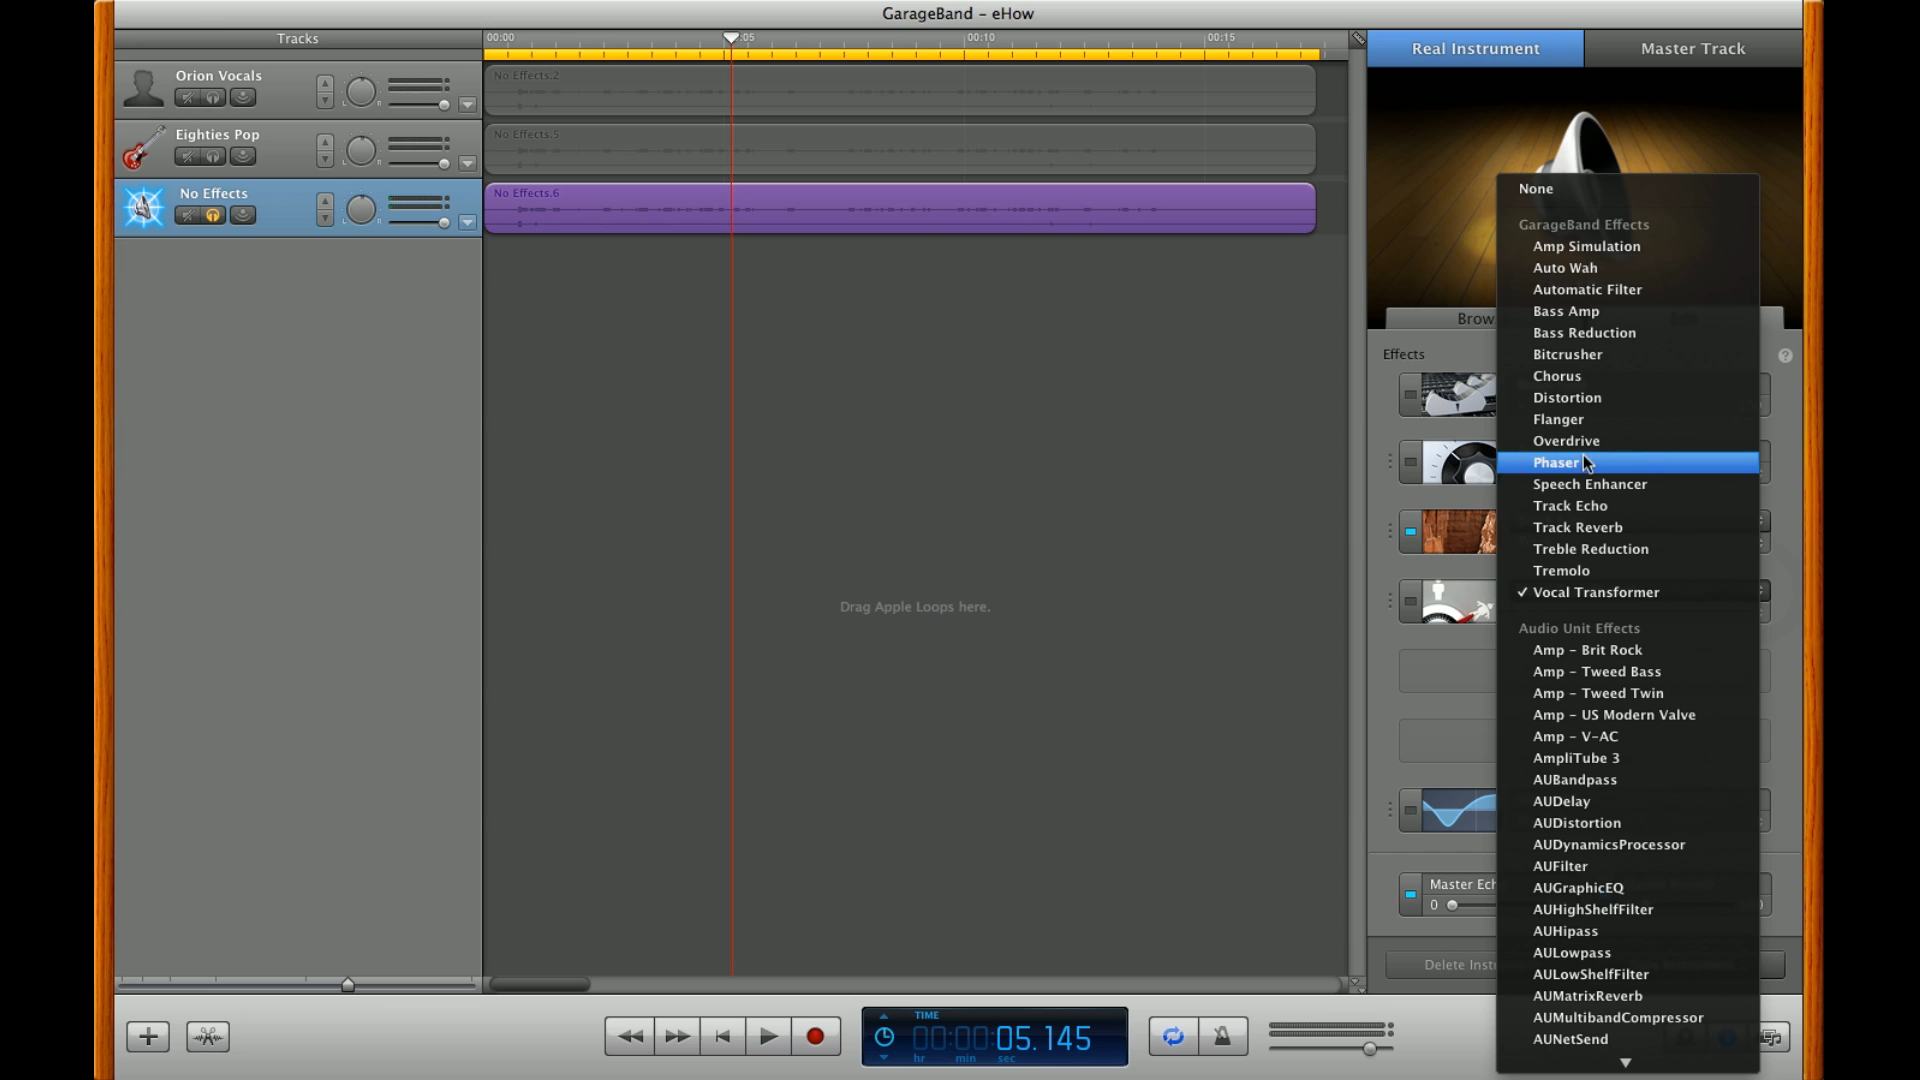 GarageBand – eHow
Tracks
00:00
:05
00:10
00:15
Real Instrument
Master Track
Orion Vocals
L R
No Effects.2
Eighties Pop
L R
No Effects.5
No Effects
No Effects.6
Drag Apple Loops here.
Brow
Effects
?
None
GarageBand Effects
Amp Simulation
Auto Wah
Automatic Filter
Bass Amp
Bass Reduction
Bitcrusher
Chorus
Distortion
Flanger
Overdrive
Phaser
Speech Enhancer
Track Echo
Track Reverb
Treble Reduction
Tremolo
✓ Vocal Transformer
Audio Unit Effects
Amp – Brit Rock
Amp – Tweed Bass
Amp – Tweed Twin
Amp – US Modern Valve
Amp – V-AC
AmpliTube 3
AUBandpass
AUDelay
AUDistortion
AUDynamicsProcessor
AUFilter
AUGraphicEQ
AUHighShelfFilter
AUHipass
AULowpass
AULowShelfFilter
AUMatrixReverb
AUMultibandCompressor
AUNetSend
Master Ech
0
Delete Inst
TIME
00:00:05.145
hr min sec